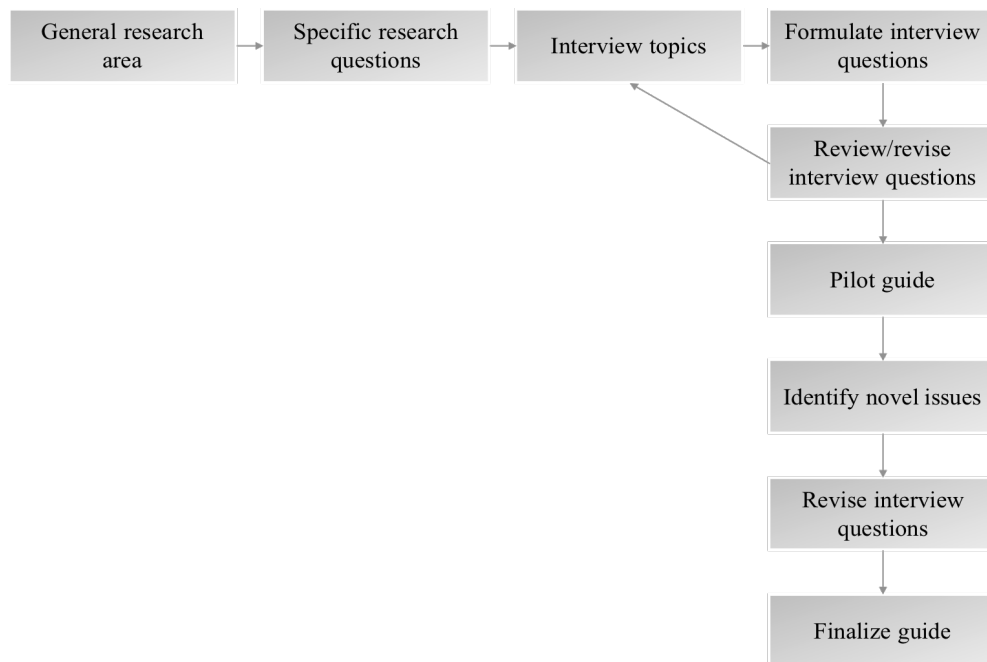 General research
area
Specific research
questions
Interview topics
Formulate interview
questions
Review/revise
interview questions
Pilot guide
Identify novel issues
Revise interview
questions
Finalize guide